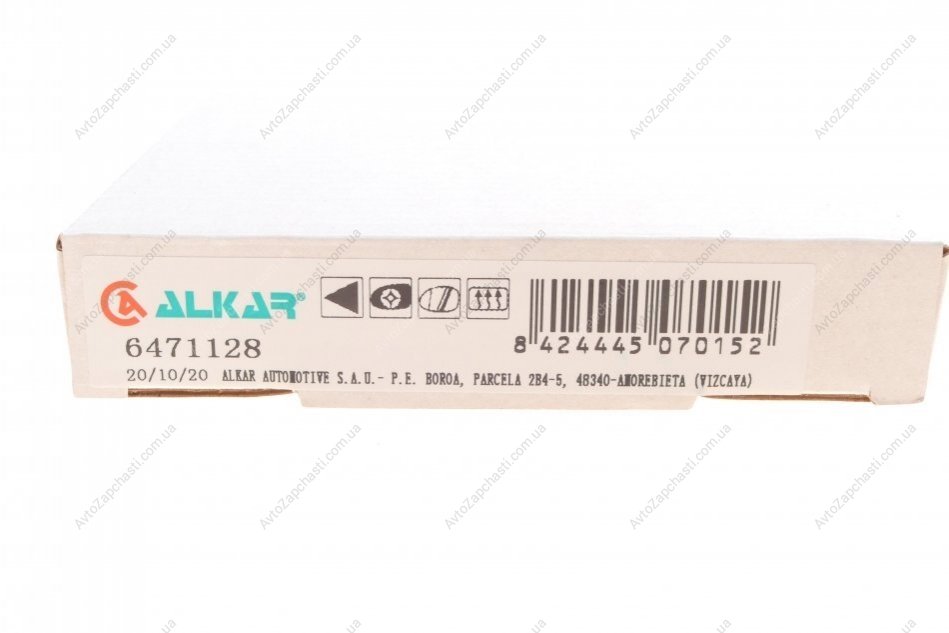 ALKAR®
6471128
8 424445 070152
20/10/20 ALKAR AUTOMOTIVE S.A.U.- P.E. BOROA, PARCELA 2B4-5, 48340-AMOREBIETA (VIZCAYA)
AvtoZapchasti.com.ua